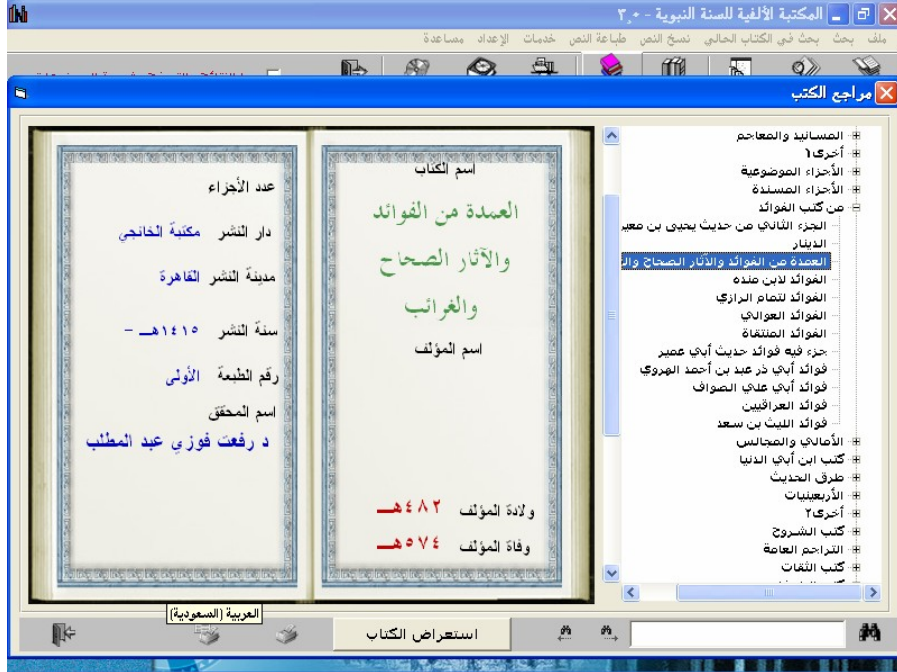 المكتبة الألفية للسنة النبوية - ٣,٠
ملف بحث بحث في الكتاب الحالي نسخ النص طباعة النص خدمات الإعداد مساعدة
مراجع الكتب
المسانيد والمعاجم
أخرى١
الأجزاء الموضوعية
الأجزاء المسندة
من كتب الفوائد
الجزء الثاني من حديث يحيى بن معين
الدينار
العمدة من الفوائد والآثار الصحاح وال
الفوائد لابن منده
الفوائد لتمام الرازي
الفوائد العوالي
الفوائد المنتقاة
جزء فيه فوائد حديث أبي عمير
فوائد أبي ذر عبد بن أحمد الهروي
فوائد أبي علي الصواف
فوائد العراقيين
فوائد الليث بن سعد
الأمالي والمجالس
كتب ابن أبي الدنيا
طرق الحديث
الأربعينيات
أخرى٢
كتب الشروح
التراجم العامة
كتب الثقات
اسم الكتاب
العمدة من الفوائد
والآثار الصحاح
والغرائب
اسم المؤلف
ولادة المؤلف ٤٨٢هـ
وفاة المؤلف ٥٧٤هـ
عدد الأجزاء
دار النشر مكتبة الخانجي
مدينة النشر القاهرة
سنة النشر ١٤١٥هـ -
رقم الطبعة الأولى
اسم المحقق
د رفعت فوزي عبد المطلب
العربية (السعودية)
استعراض الكتاب